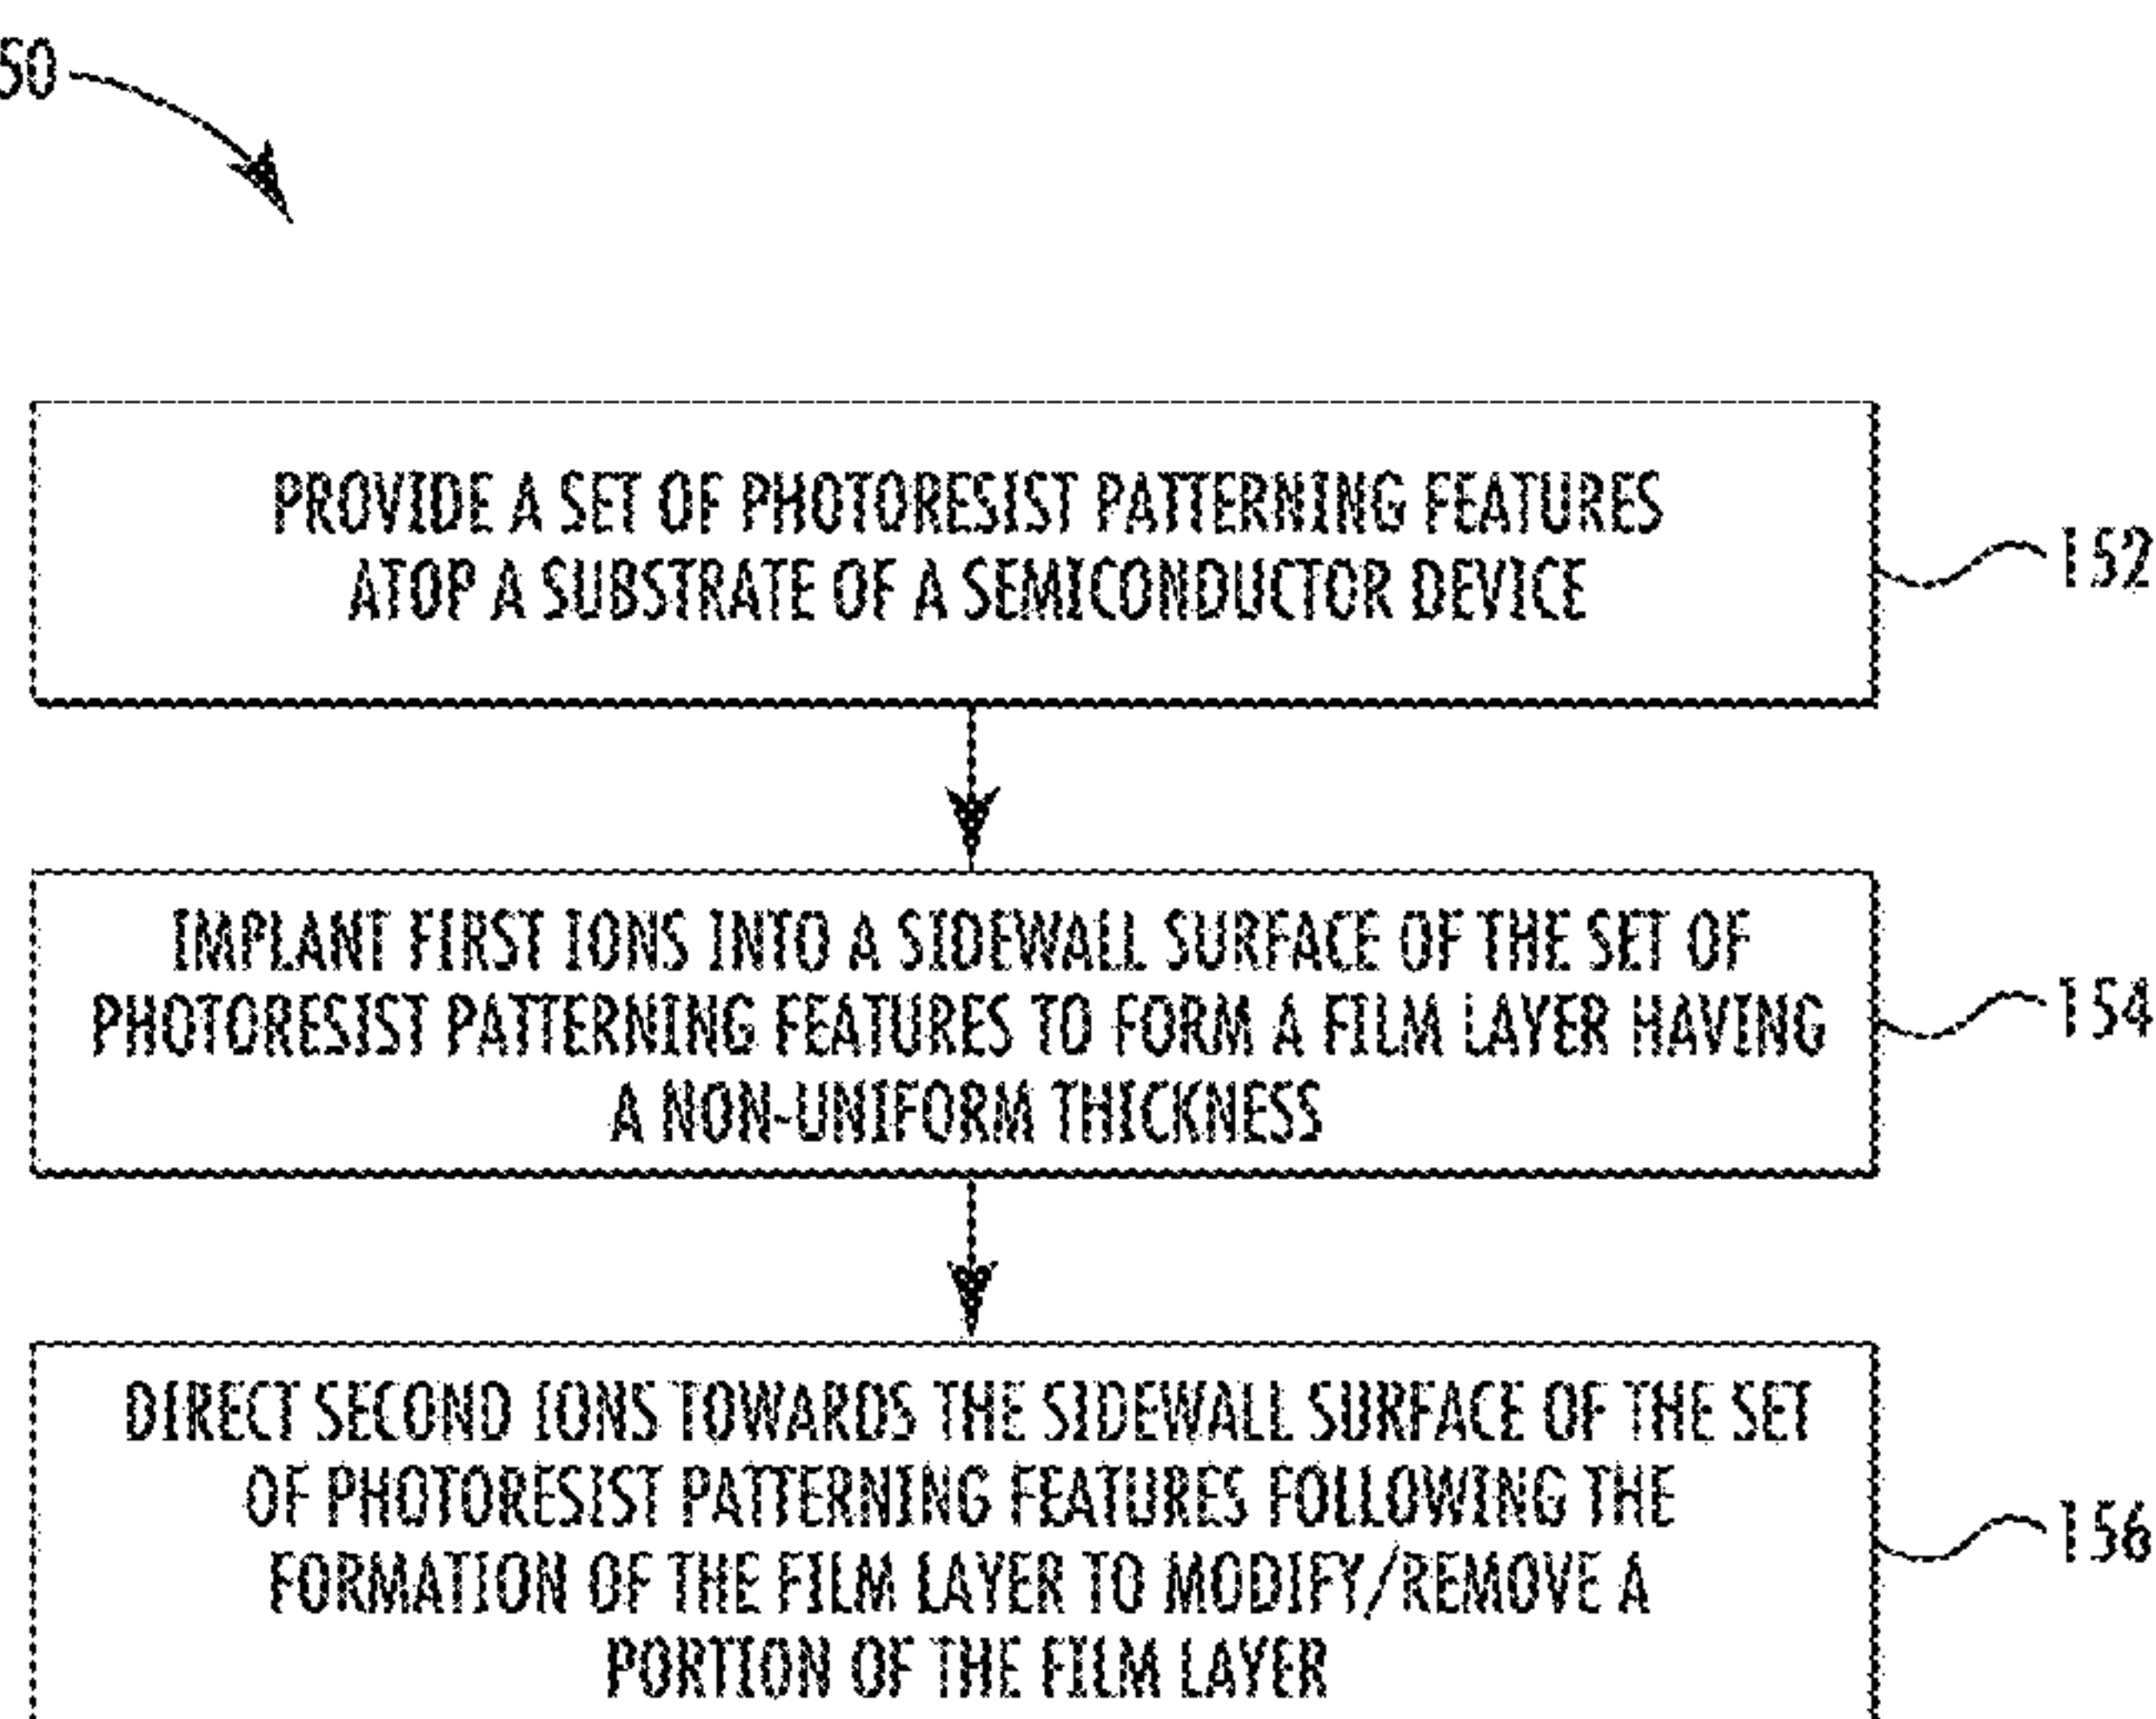 50
PROVIDE A SET OF PHOTORESIST PATTERNING FEATURES
ATOP A SUBSTRATE OF A SEMICONDUCTOR DEVICE
152
IMPLANT FIRST IONS INTO A SIDEWALL SURFACE OF THE SET OF
PHOTORESIST PATTERNING FEATURES TO FORM A FILM LAYER HAVING
A NON-UNIFORM THICKNESS
154
DIRECT SECOND IONS TOWARDS THE SIDEWALL SURFACE OF THE SET
OF PHOTORESIST PATTERNING FEATURES FOLLOWING THE
FORMATION OF THE FILM LAYER TO MODIFY/REMOVE A
PORTION OF THE FILM LAYER
156